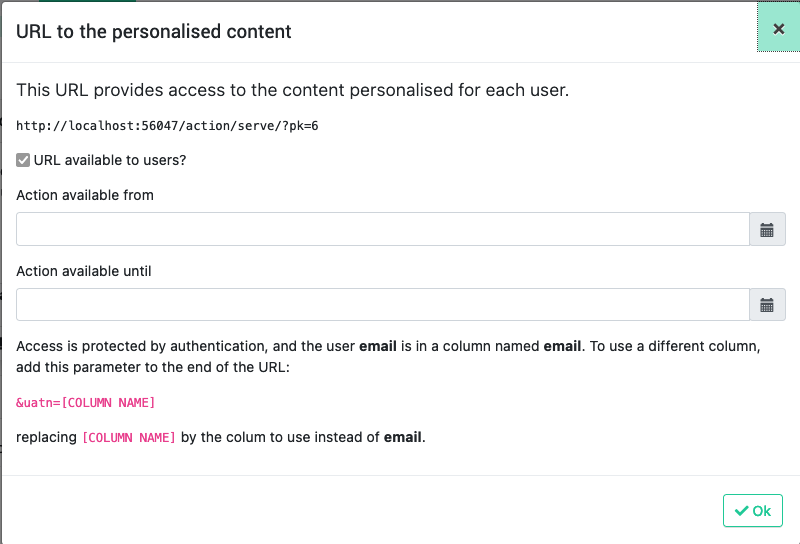 URL to the personalised content
This URL provides access to the content personalised for each user.
http://localhost:56047/action/serve/?pk=6
URL available to users?
Action available from
Action available until
Access is protected by authentication, and the user email is in a column named email. To use a different column,
add this parameter to the end of the URL:
&uatn=[COLUMN NAME]
replacing [COLUMN NAME] by the colum to use instead of email.
Ok